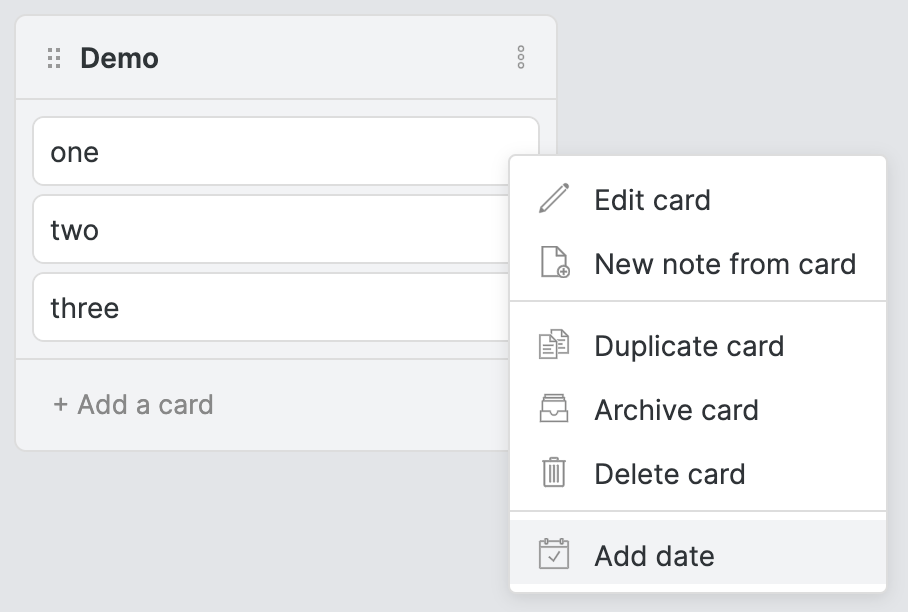 Demo
one
two
three
+ Add a card
Edit card
New note from card
Duplicate card
Archive card
Delete card
Add date